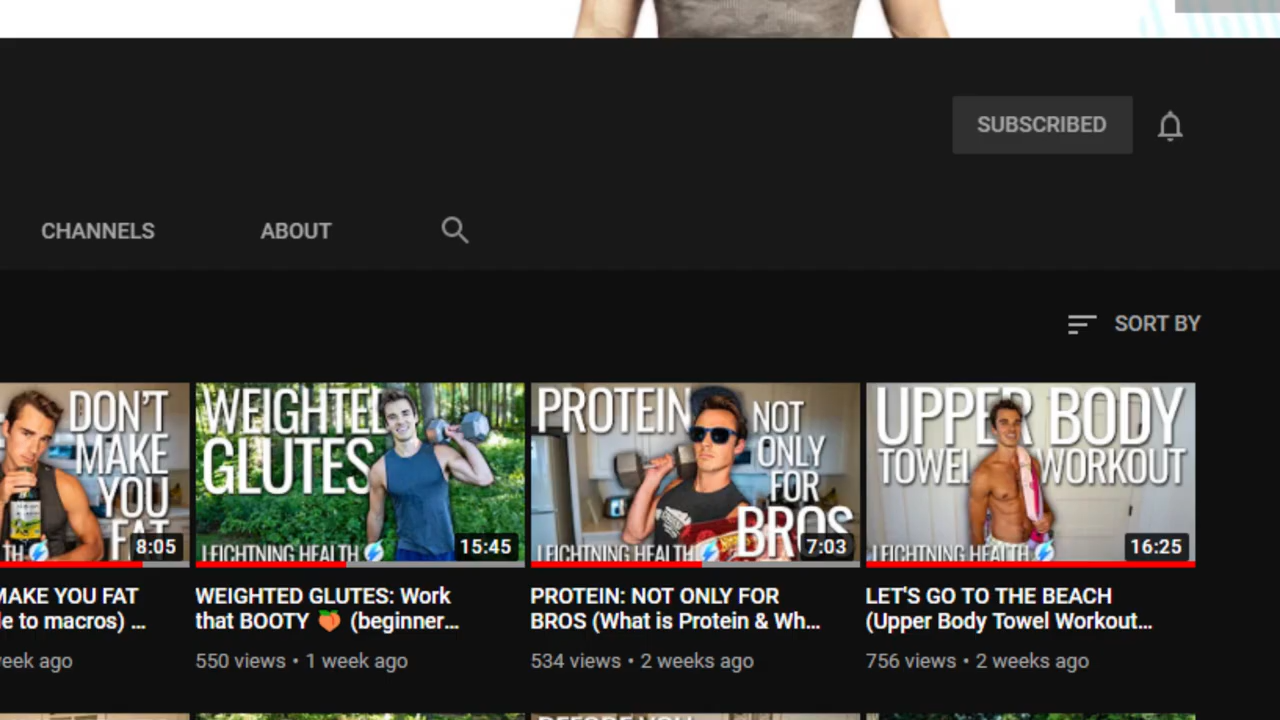 SUBSCRIBED
CHANNELS ABOUT
SORT BY
DON'T
MAKE
YOU
8:05
WEIGHTED
GLUTES
LEIGHTNING HEALTH
15:45
PROTEIN NOT
ONLY
FOR
BROS
LEIGHTNING HEALTH
7:03
UPPER BODY
TOWEL WORKOUT
LEIGHTNING HEALTH
16:25
MAKE YOU FAT
to macros) ...
ago
WEIGHTED GLUTES: Work
that BOOTY 🍑 (beginner...
550 views • 1 week ago
PROTEIN: NOT ONLY FOR
BROS (What is Protein & Wh...
534 views • 2 weeks ago
LET'S GO TO THE BEACH
(Upper Body Towel Workout...
756 views • 2 weeks ago